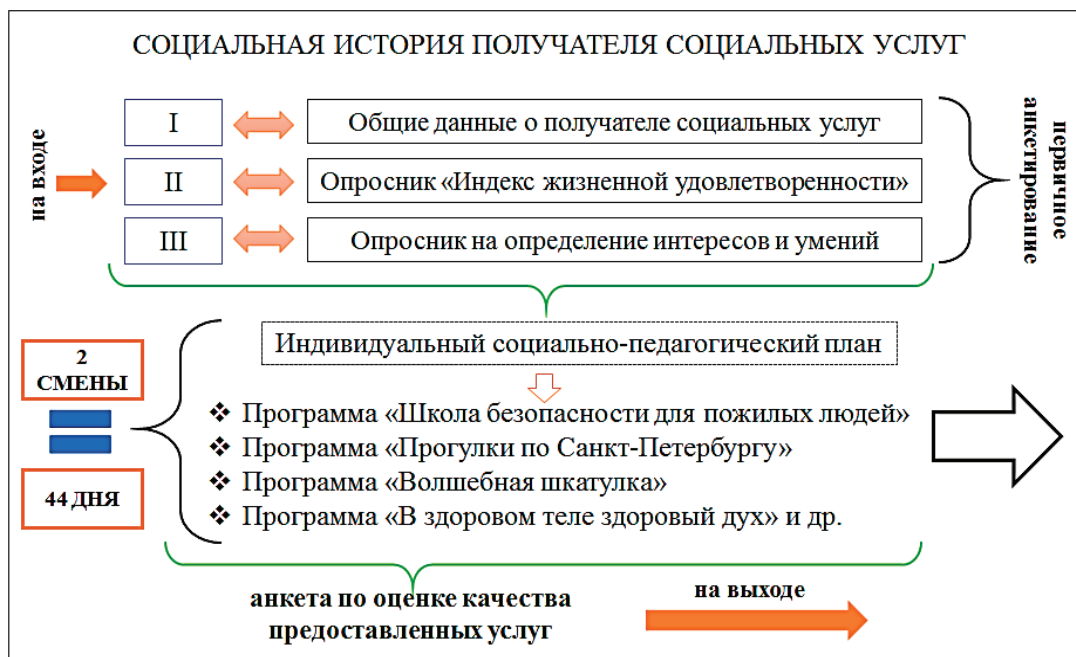 СОЦИАЛЬНАЯ ИСТОРИЯ ПОЛУЧАТЕЛЯ СОЦИАЛЬНЫХ УСЛУГ
на входе
I
Общие данные о получателе социальных услуг
II
Опросник «Индекс жизненной удовлетворенности»
III
Опросник на определение интересов и умений
первичное
анкетирование
Индивидуальный социально-педагогический план
2
СМЕНЫ
44 ДНЯ
❖ Программа «Школа безопасности для пожилых людей»
❖ Программа «Прогулки по Санкт-Петербургу»
❖ Программа «Волшебная шкатулка»
❖ Программа «В здоровом теле здоровый дух» и др.
анкета по оценке качества
предоставленных услуг
на выходе